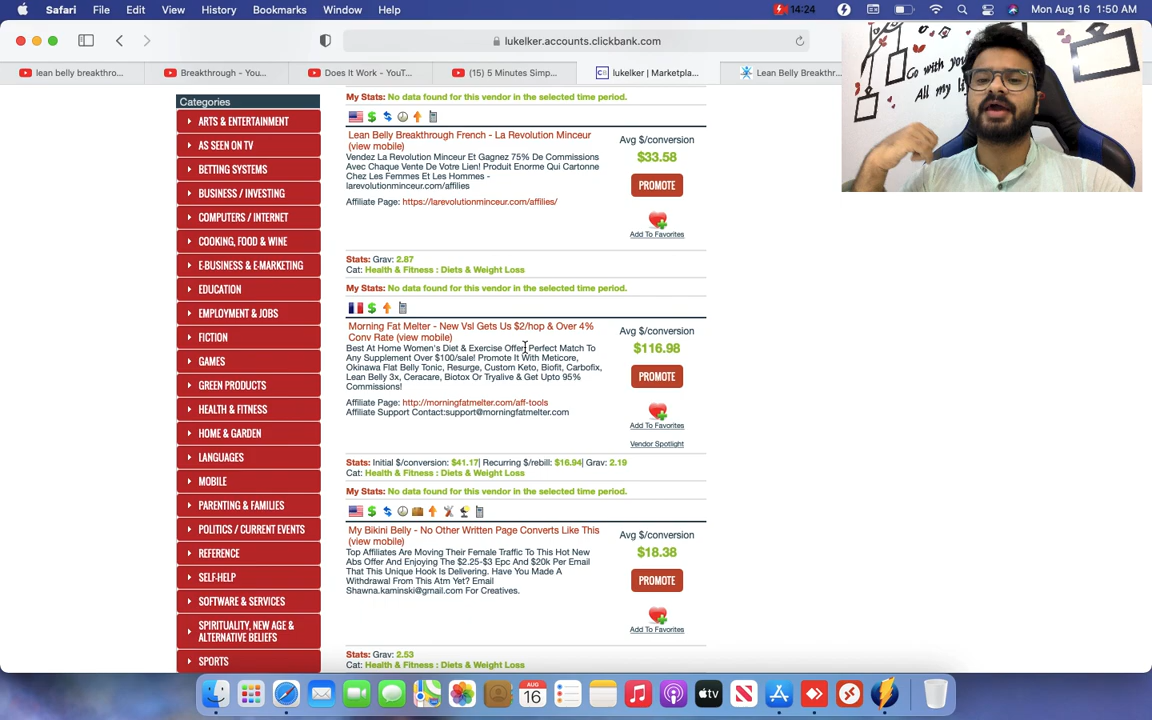 Safari File Edit View History Bookmarks Window Help 14:24 Mon Aug 16 1:50 AM
lukelker.accounts.clickbank.com
lean belly breakthro...
Breakthrough - You...
Does It Work - YouT...
(15) 5 Minutes Simp...
lukelker | Marketpla...
Lean Belly Breakthr...
Go with you
All my li
Categories
ARTS & ENTERTAINMENT
AS SEEN ON TV
BETTING SYSTEMS
BUSINESS / INVESTING
COMPUTERS / INTERNET
COOKING, FOOD & WINE
E-BUSINESS & E-MARKETING
EDUCATION
EMPLOYMENT & JOBS
FICTION
GAMES
GREEN PRODUCTS
HEALTH & FITNESS
HOME & GARDEN
LANGUAGES
MOBILE
PARENTING & FAMILIES
POLITICS / CURRENT EVENTS
REFERENCE
SELF-HELP
SOFTWARE & SERVICES
SPIRITUALITY, NEW AGE &
ALTERNATIVE BELIEFS
SPORTS
My Stats: No data found for this vendor in the selected time period.
Lean Belly Breakthrough French - La Revolution Minceur
(view mobile)
Vendez La Revolution Minceur Et Gagnez 75% De Commissions
Avec Chaque Vente De Votre Lien! Produit Enorme Qui Cartonne
Chez Les Femmes Et Les Hommes -
larevolutionminceur.com/affilies
Affiliate Page: https://larevolutionminceur.com/affilies/
Avg $/conversion
$33.58
PROMOTE
Add To Favorites
Stats: Grav: 2.87
Cat: Health & Fitness : Diets & Weight Loss
My Stats: No data found for this vendor in the selected time period.
Morning Fat Melter - New Vsl Gets Us $2/hop & Over 4%
Conv Rate (view mobile)
Best At Home Women's Diet & Exercise Offer. Perfect Match To
Any Supplement Over $100/sale! Promote It With Meticore,
Okinawa Flat Belly Tonic, Resurge, Custom Keto, Biofit, Carbofix,
Lean Belly 3x, Ceracare, Biotox Or Tryalive & Get Upto 95%
Commissions!
Affiliate Page: http://morningfatmelter.com/aff-tools
Affiliate Support Contact:support@morningfatmelter.com
Avg $/conversion
$116.98
PROMOTE
Add To Favorites
Vendor Spotlight
Stats: Initial $/conversion: $41.17| Recurring $/rebill: $16.94| Grav: 2.19
Cat: Health & Fitness : Diets & Weight Loss
My Stats: No data found for this vendor in the selected time period.
My Bikini Belly - No Other Written Page Converts Like This
(view mobile)
Top Affiliates Are Moving Their Female Traffic To This Hot New
Abs Offer And Enjoying The $2.25-$3 Epc And $20k Per Email
That This Unique Hook Is Delivering. Have You Made A
Withdrawal From This Atm Yet? Email
Shawna.kaminski@gmail.com For Creatives.
Avg $/conversion
$18.38
PROMOTE
Add To Favorites
Stats: Grav: 2.53
Cat: Health & Fitness : Diets & Weight Loss
AUG
16
tv